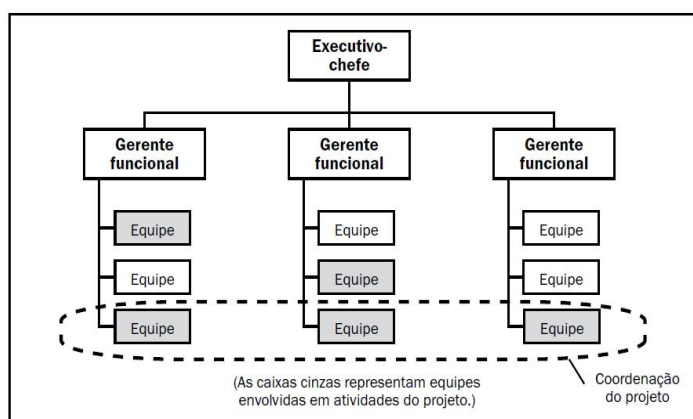 Executivo-
chefe
Gerente
funcional
Gerente
funcional
Gerente
funcional
Equipe
Equipe
Equipe
Equipe
Equipe
Equipe
Equipe
Equipe
Equipe
(As caixas cinzas representam equipes
envolvidas em atividades do projeto.)
Coordenação
do projeto